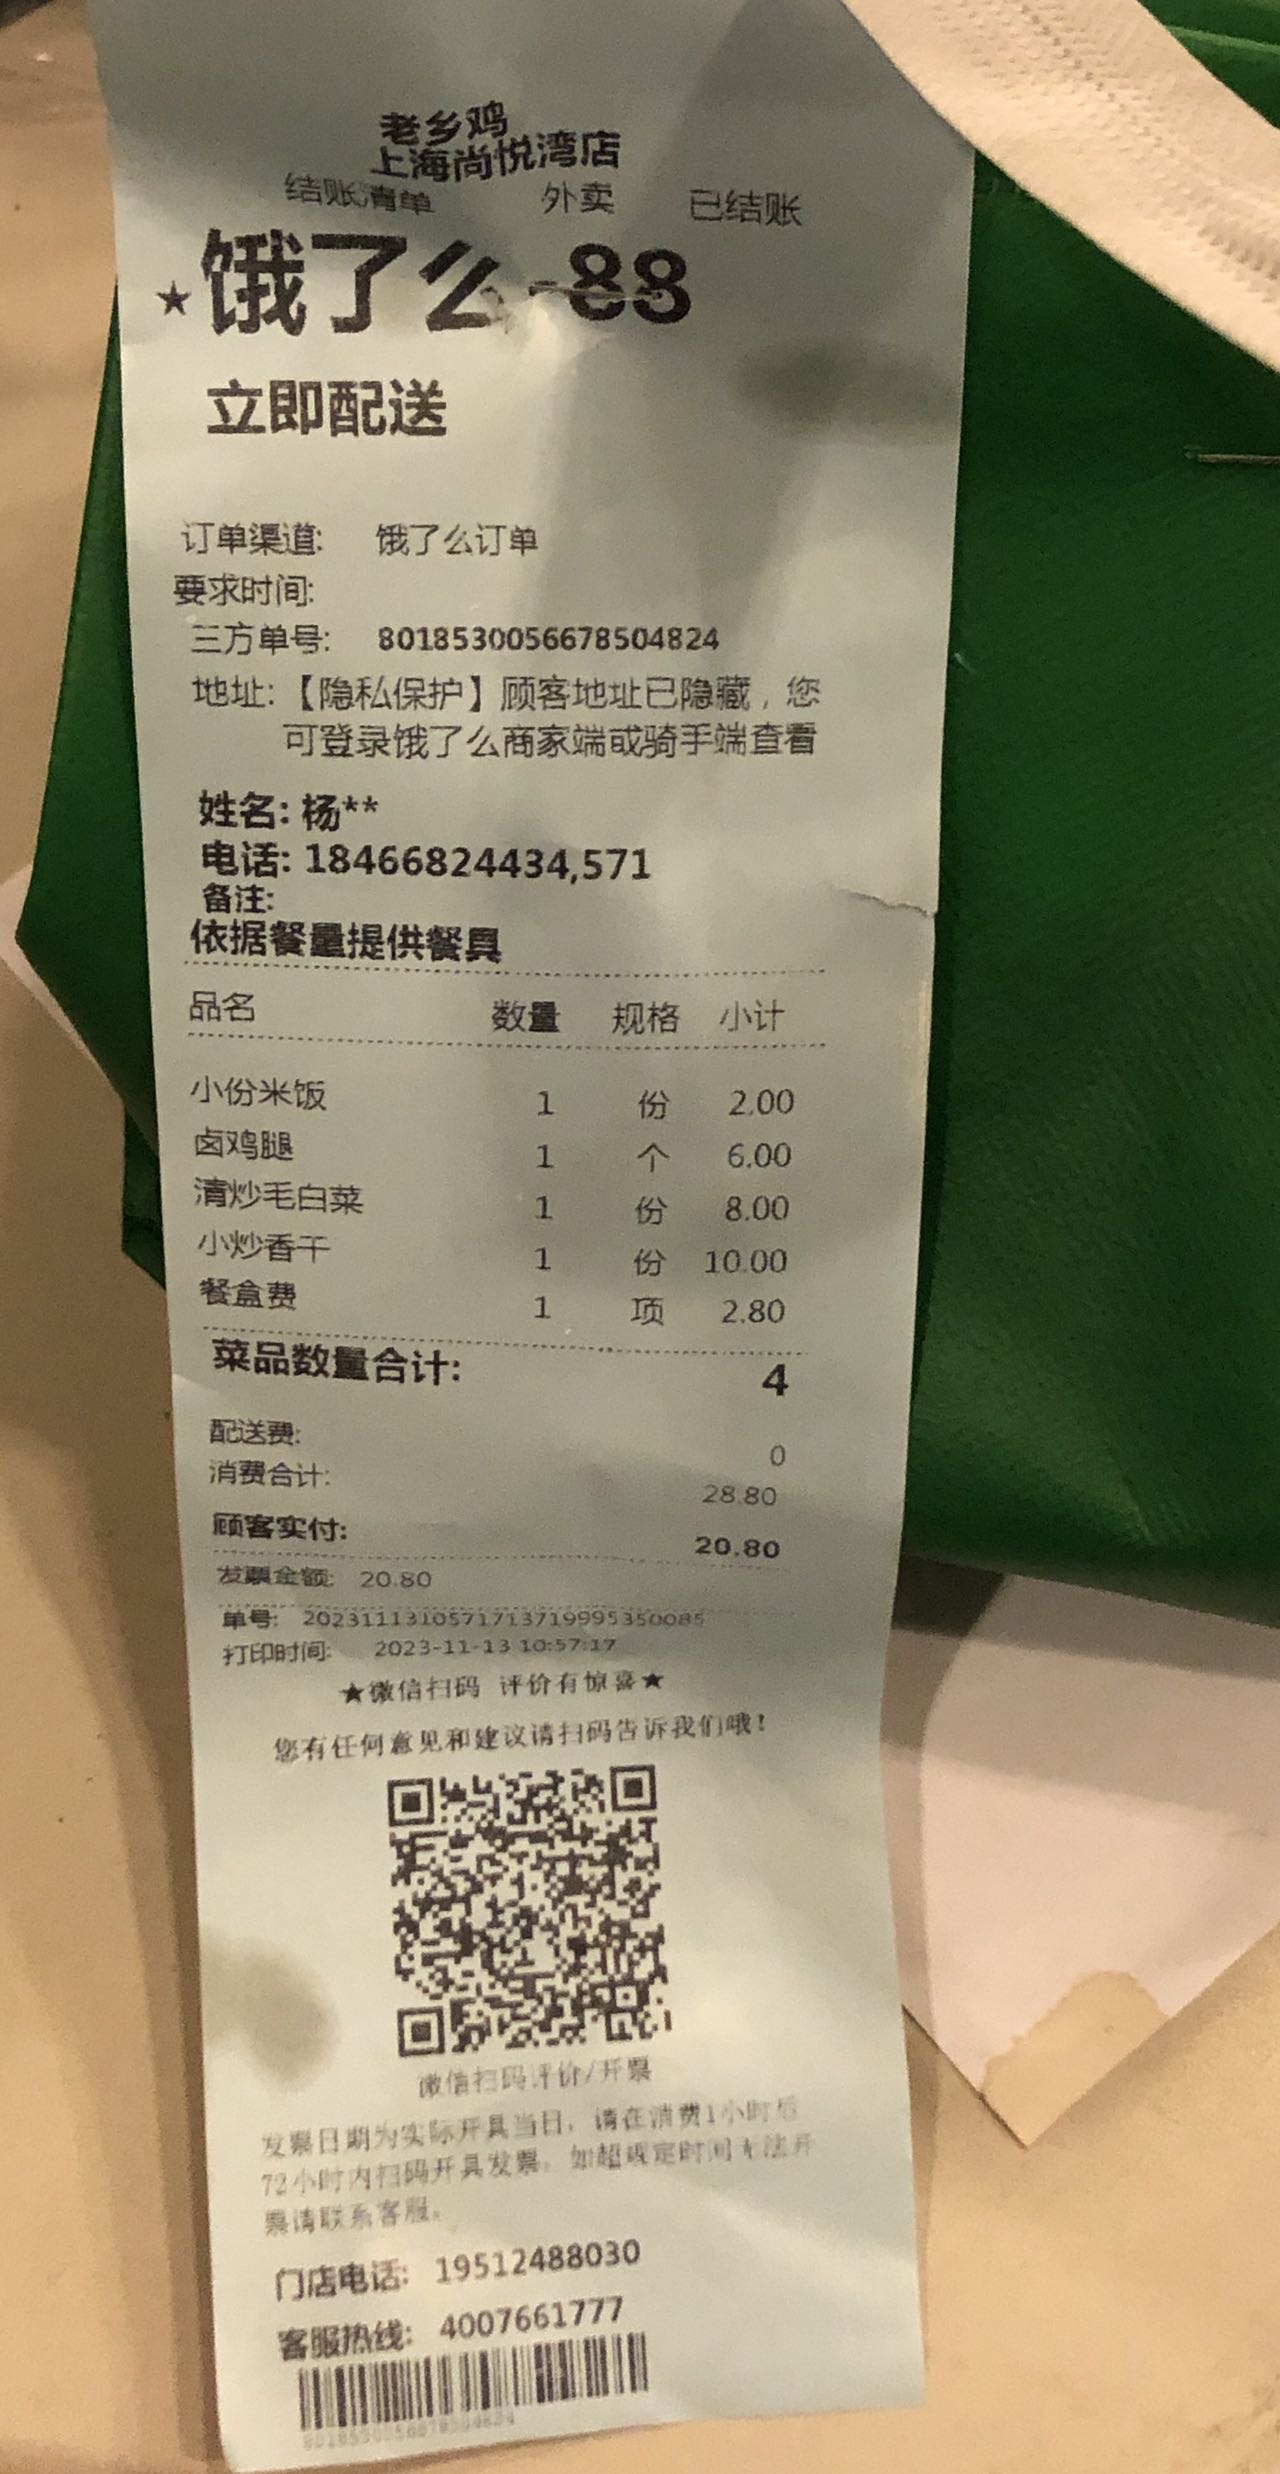 老乡鸡
上海尚悦湾店
结账清单 外卖 已结账
★饿了么-88
立即配送
订单渠道: 饿了么订单
要求时间:
三方单号: 8018530056678504824
地址:【隐私保护】顾客地址已隐藏,您
可登录饿了么商家端或骑手端查看
姓名: 杨**
电话: 18466824434,571
备注:
依据餐量提供餐具
品名 数量 规格 小计
小份米饭 1 份 2.00
卤鸡腿 1 个 6.00
清炒毛白菜 1 份 8.00
小炒香干 1 份 10.00
餐盒费 1 项 2.80
菜品数量合计: 4
配送费: 0
消费合计: 28.80
顾客实付: 20.80
发票金额: 20.80
单号: 2023111310571713719995350085
打印时间: 2023-11-13 10:57:17
★微信扫码 评价有惊喜★
您有任何意见和建议请扫码告诉我们哦!
微信扫码评价/开票
发票日期为实际开具当日,请在消费1小时后
72小时内扫码开具发票,如超规定时间无法开
票请联系客服。
门店电话: 19512488030
客服热线: 4007661777